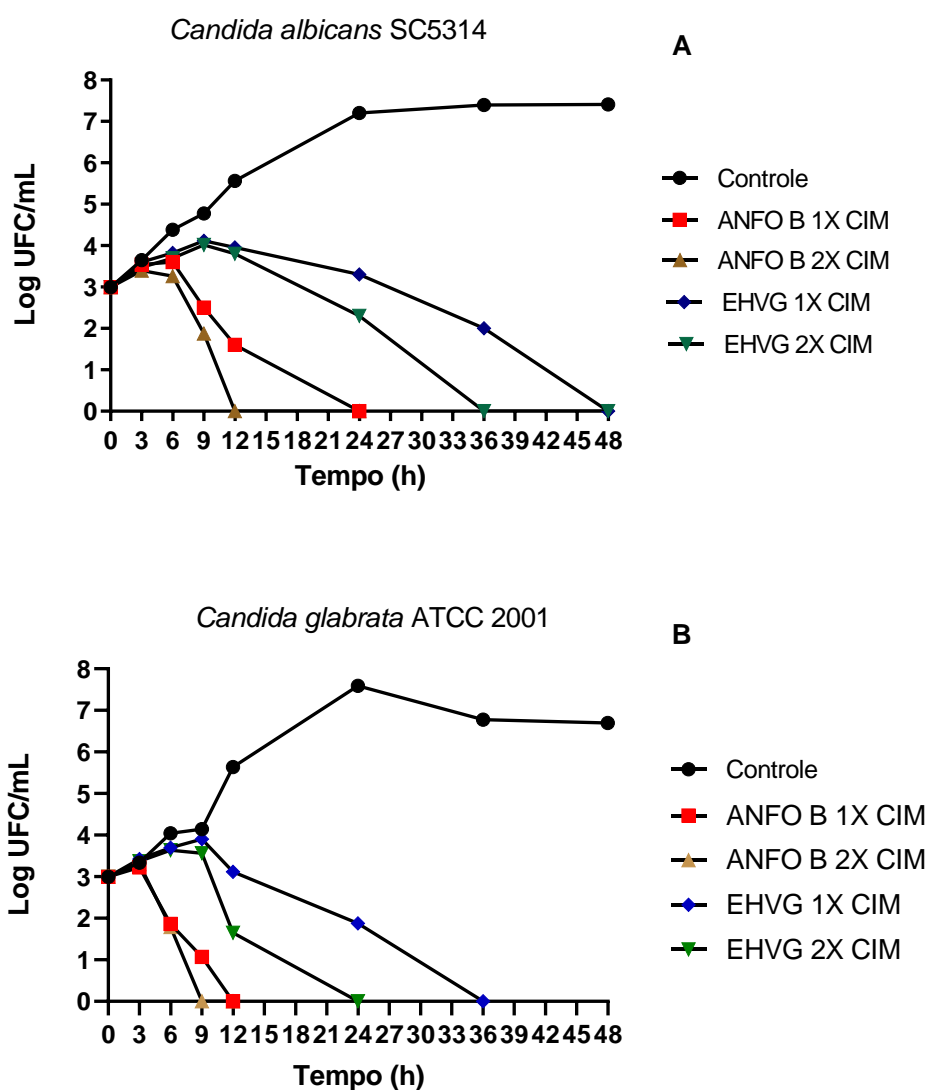 Candida albicans SC5314
A
8
7
6
5
4
3
2
1
0
Log UFC/mL
0 3 6 9 12 15 18 21 24 27 30 33 36 39 42 45 48
Tempo (h)
Controle
ANFO B 1X CIM
ANFO B 2X CIM
EHVG 1X CIM
EHVG 2X CIM
Candida glabrata ATCC 2001
B
8
7
6
5
4
3
2
1
0
Log UFC/mL
0 3 6 9 12 15 18 21 24 27 30 33 36 39 42 45 48
Tempo (h)
Controle
ANFO B 1X CIM
ANFO B 2X CIM
EHVG 1X CIM
EHVG 2X CIM